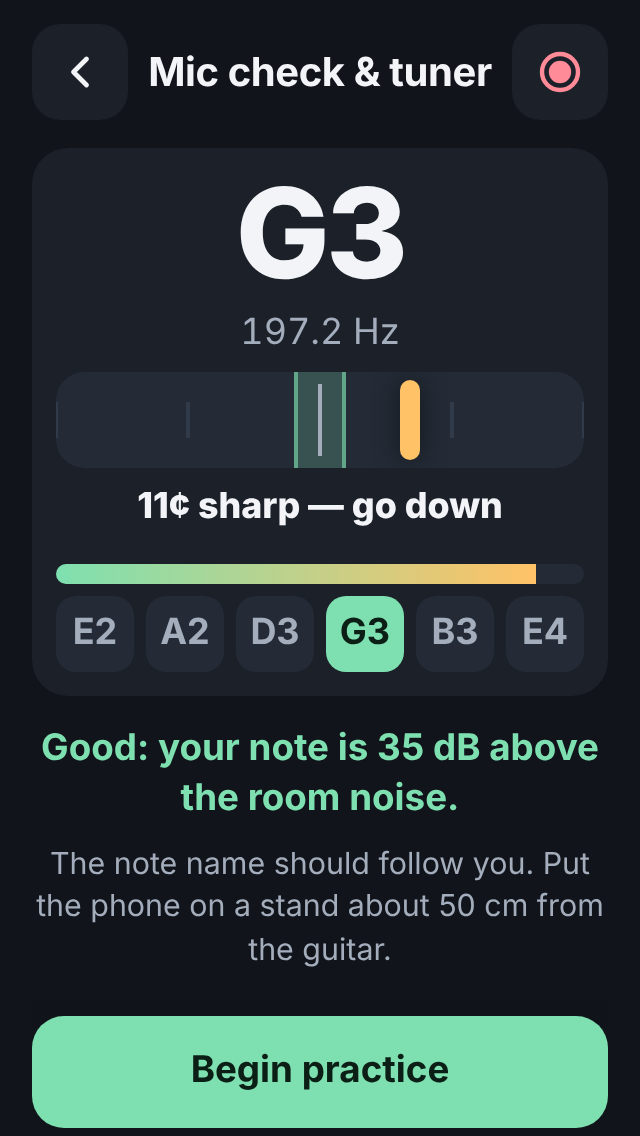 Mic check & tuner
G3
197.2 Hz
11¢ sharp — go down
E2 A2 D3 G3 B3 E4
Good: your note is 35 dB above
the room noise.
The note name should follow you. Put
the phone on a stand about 50 cm from
the guitar.
Begin practice